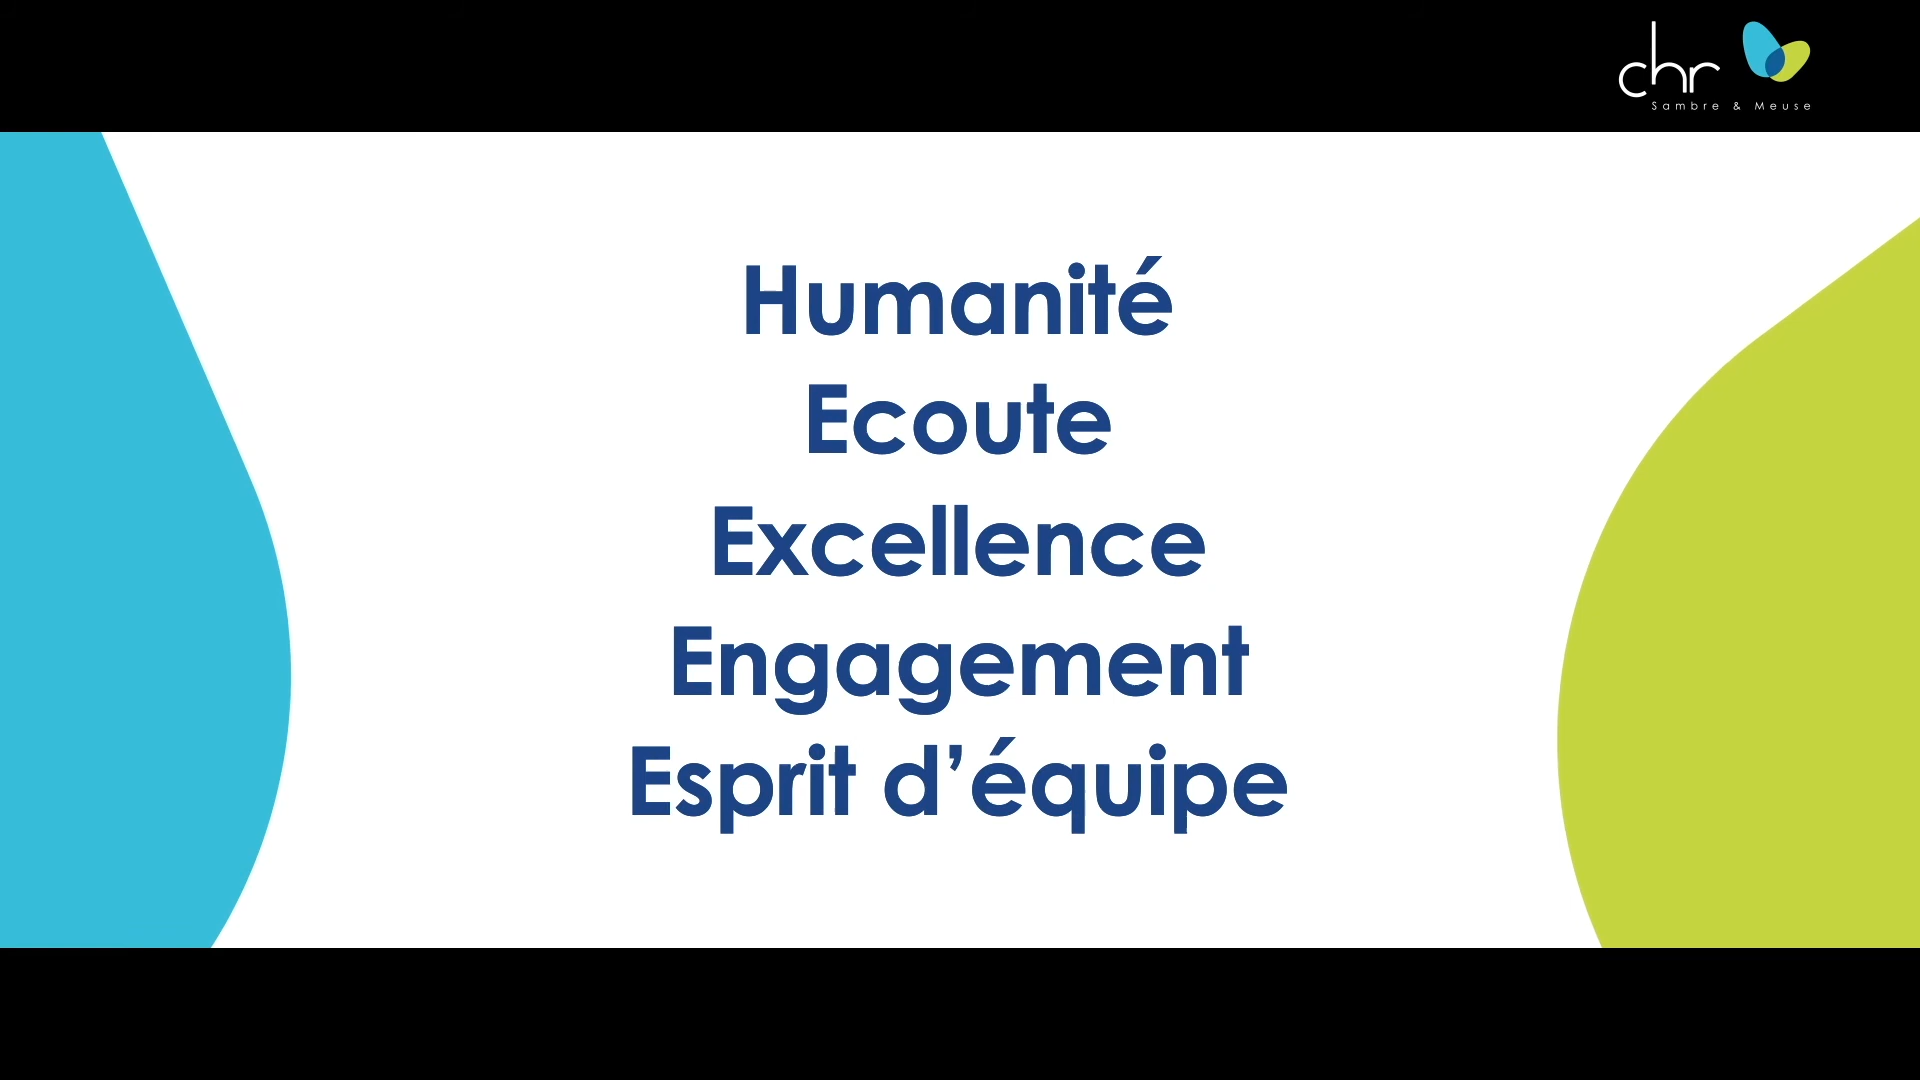 chr
Sambre & Meuse
Humanité
Ecoute
Excellence
Engagement
Esprit d’équipe